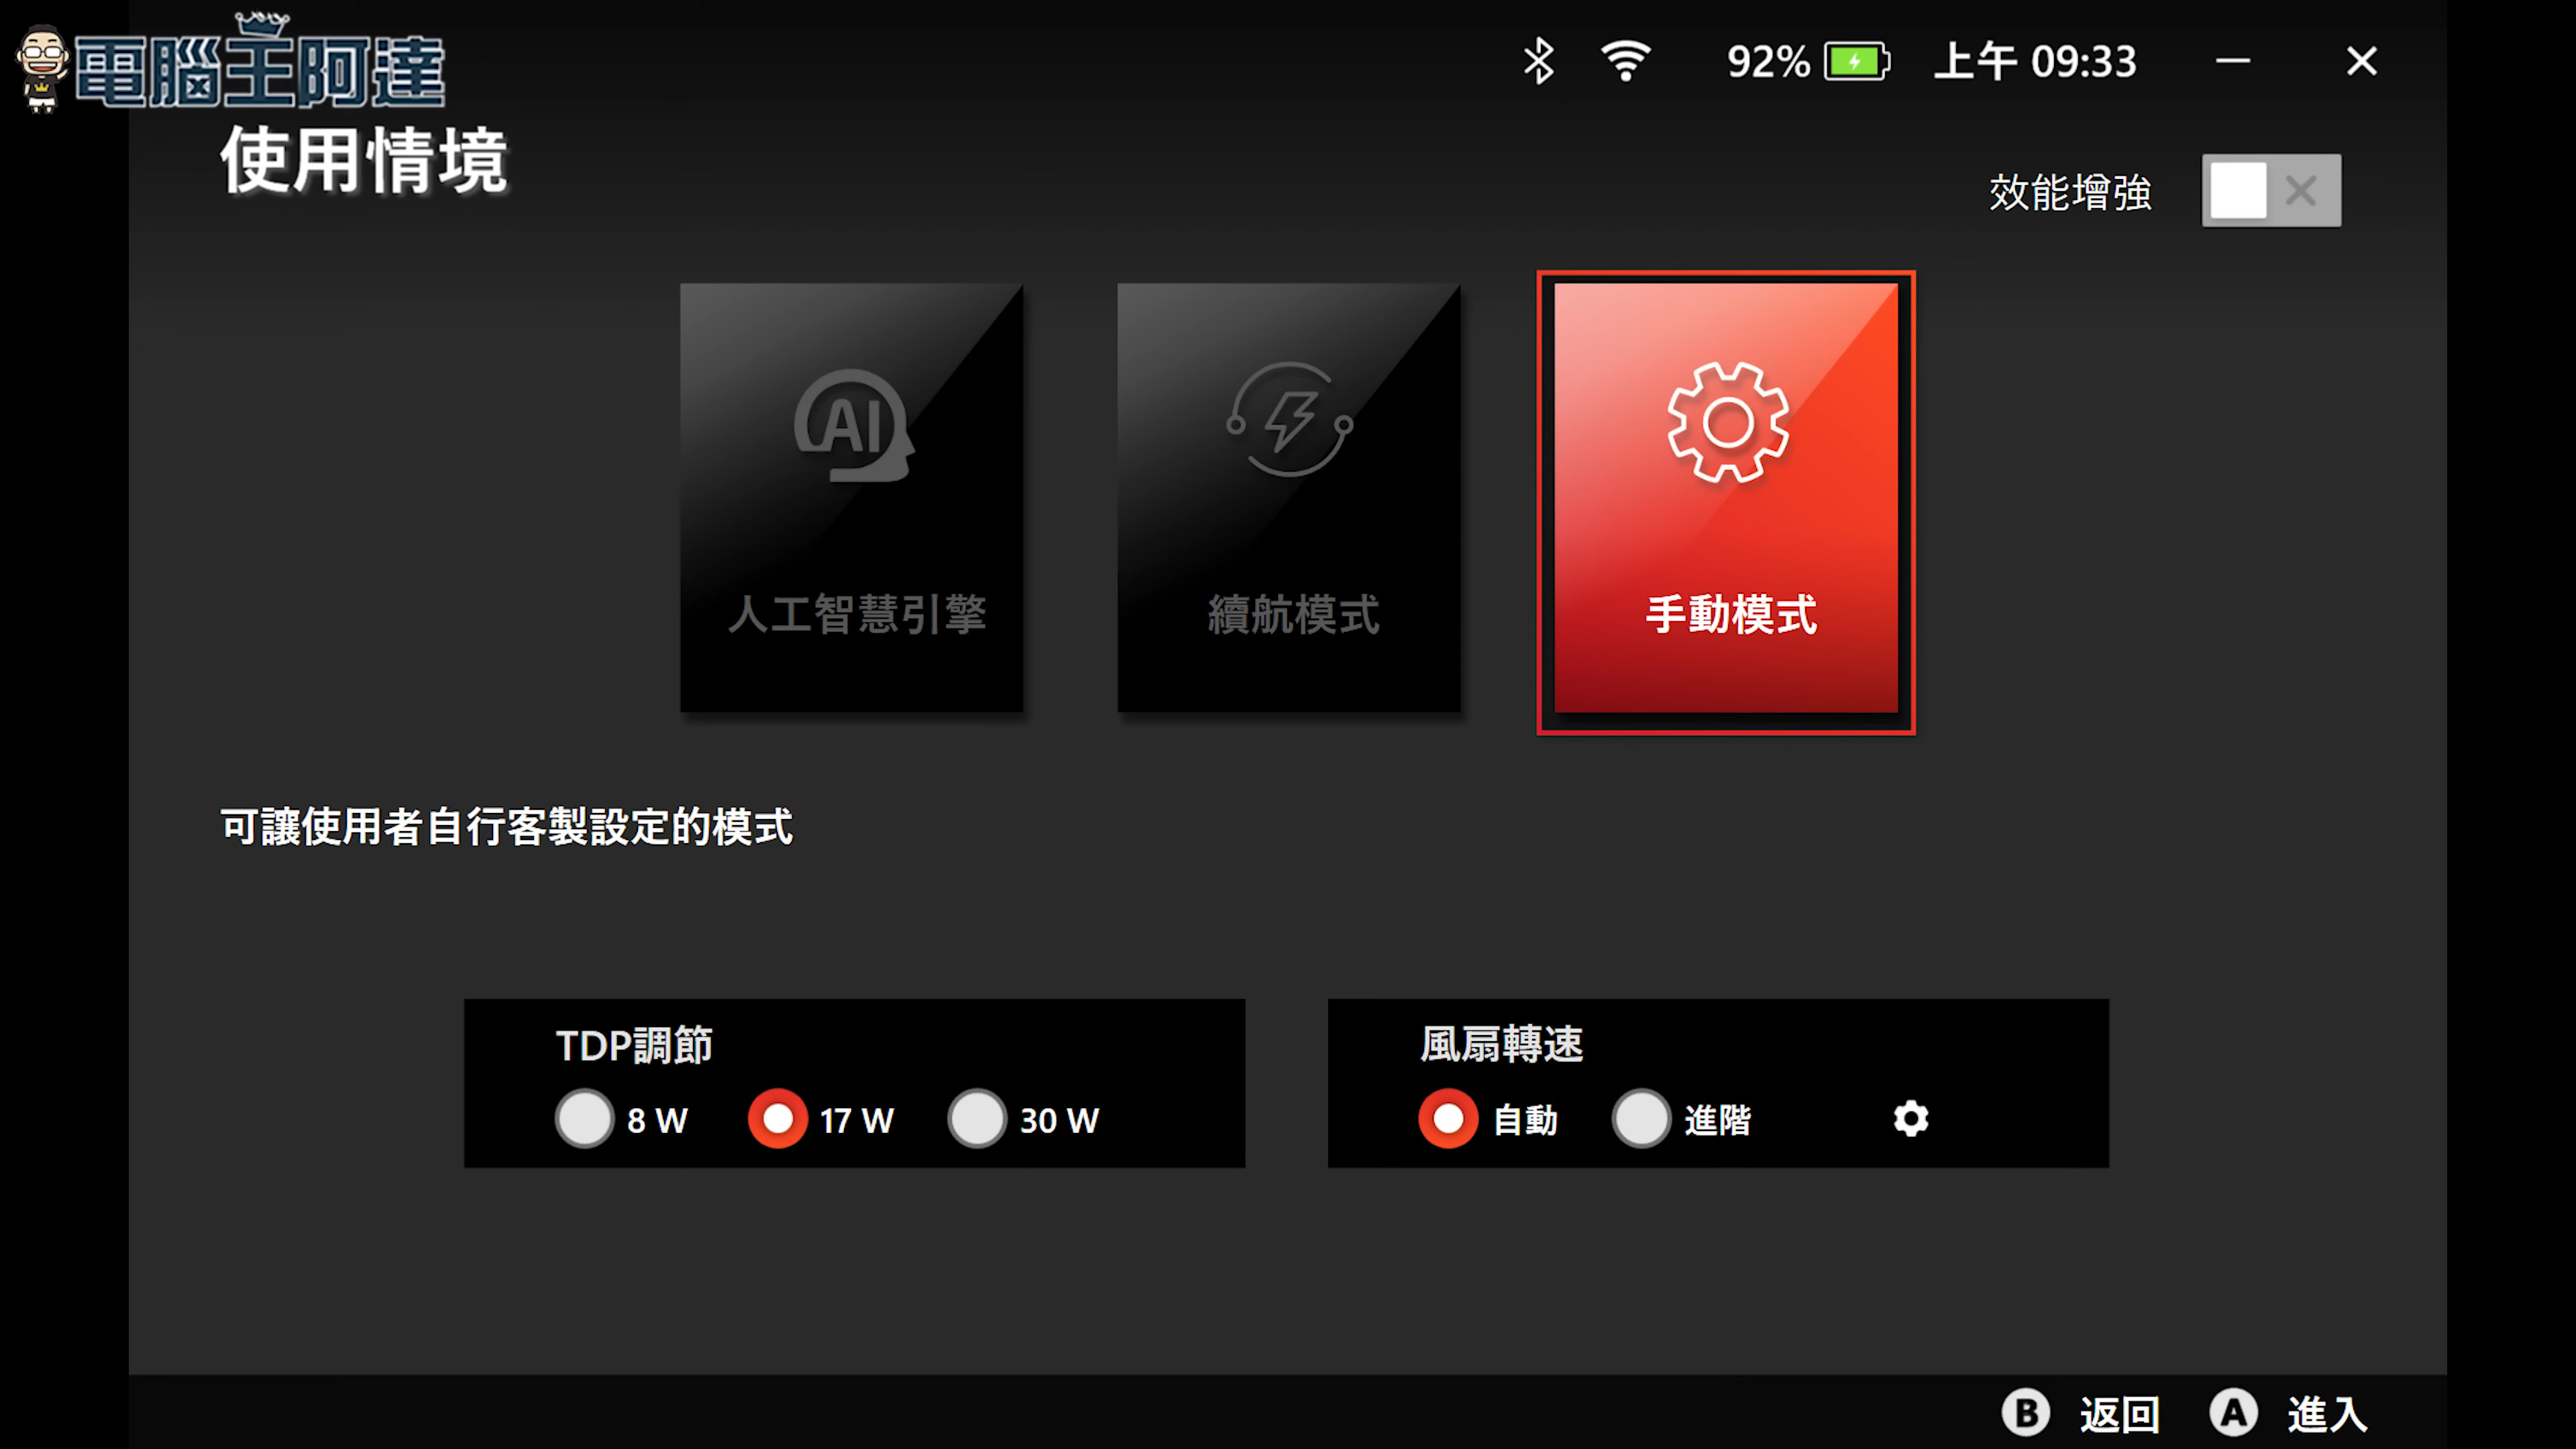 電腦王阿達
92% 上午 09:33
使用情境
效能增強
AI
人工智慧引擎
續航模式
手動模式
可讓使用者自行客製設定的模式
TDP調節
8 W 17 W 30 W
風扇轉速
自動 進階
B 返回 A 進入